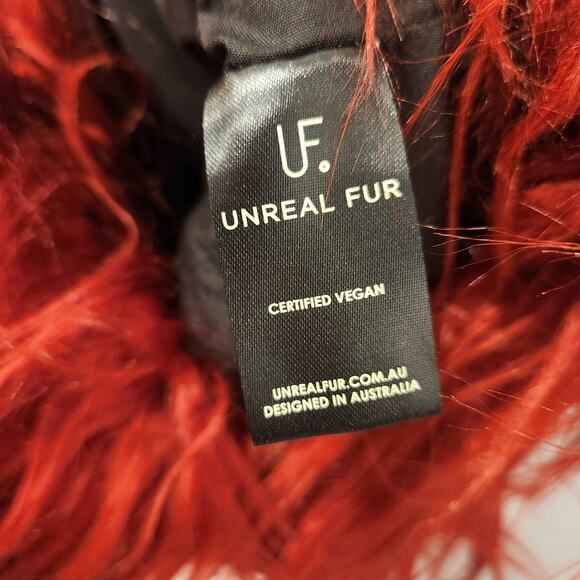 UF.
UNREAL FUR
CERTIFIED VEGAN
UNREALFUR.COM.AU
DESIGNED IN AUSTRALIA